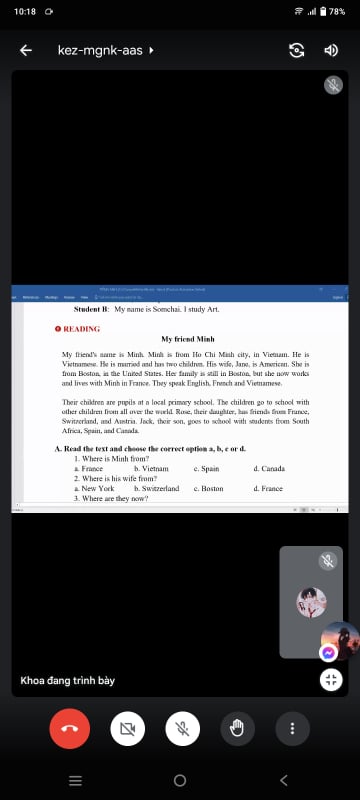 10:18
78%
kez-mgnk-aas
References Mailings Review View
Student B: My name is Somchai. I study Art.
READING
My friend Minh
My friend's name is Minh. Minh is from Ho Chi Minh city, in Vietnam. He is
Vietnamese. He is married and has two children. His wife, Jane, is American. She is
from Boston, in the United States. Her family is still in Boston, but she now works
and lives with Minh in France. They speak English, French and Vietnamese.
Their children are pupils at a local primary school. The children go to school with
other children from all over the world. Rose, their daughter, has friends from France,
Switzerland, and Austria. Jack, their son, goes to school with students from South
Africa, Spain, and Canada.
A. Read the text and choose the correct option a, b, c or d.
1. Where is Minh from?
a. France b. Vietnam c. Spain d. Canada
2. Where is his wife from?
a. New York b. Switzerland c. Boston d. France
3. Where are they now?
Khoa đang trình bày